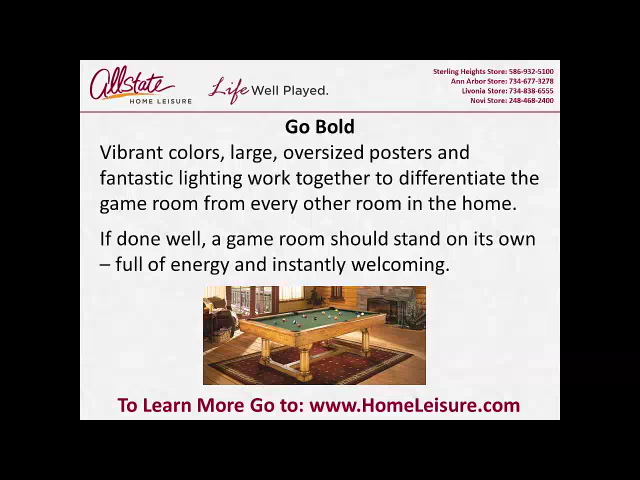 Allstate
HOME LEISURE
Life Well Played.
Sterling Heights Store: 586-932-5100
Ann Arbor Store: 734-677-3278
Livonia Store: 734-838-6555
Novi Store: 248-468-2400
Go Bold
Vibrant colors, large, oversized posters and
fantastic lighting work together to differentiate the
game room from every other room in the home.
If done well, a game room should stand on its own
– full of energy and instantly welcoming.
To Learn More Go to: www.HomeLeisure.com